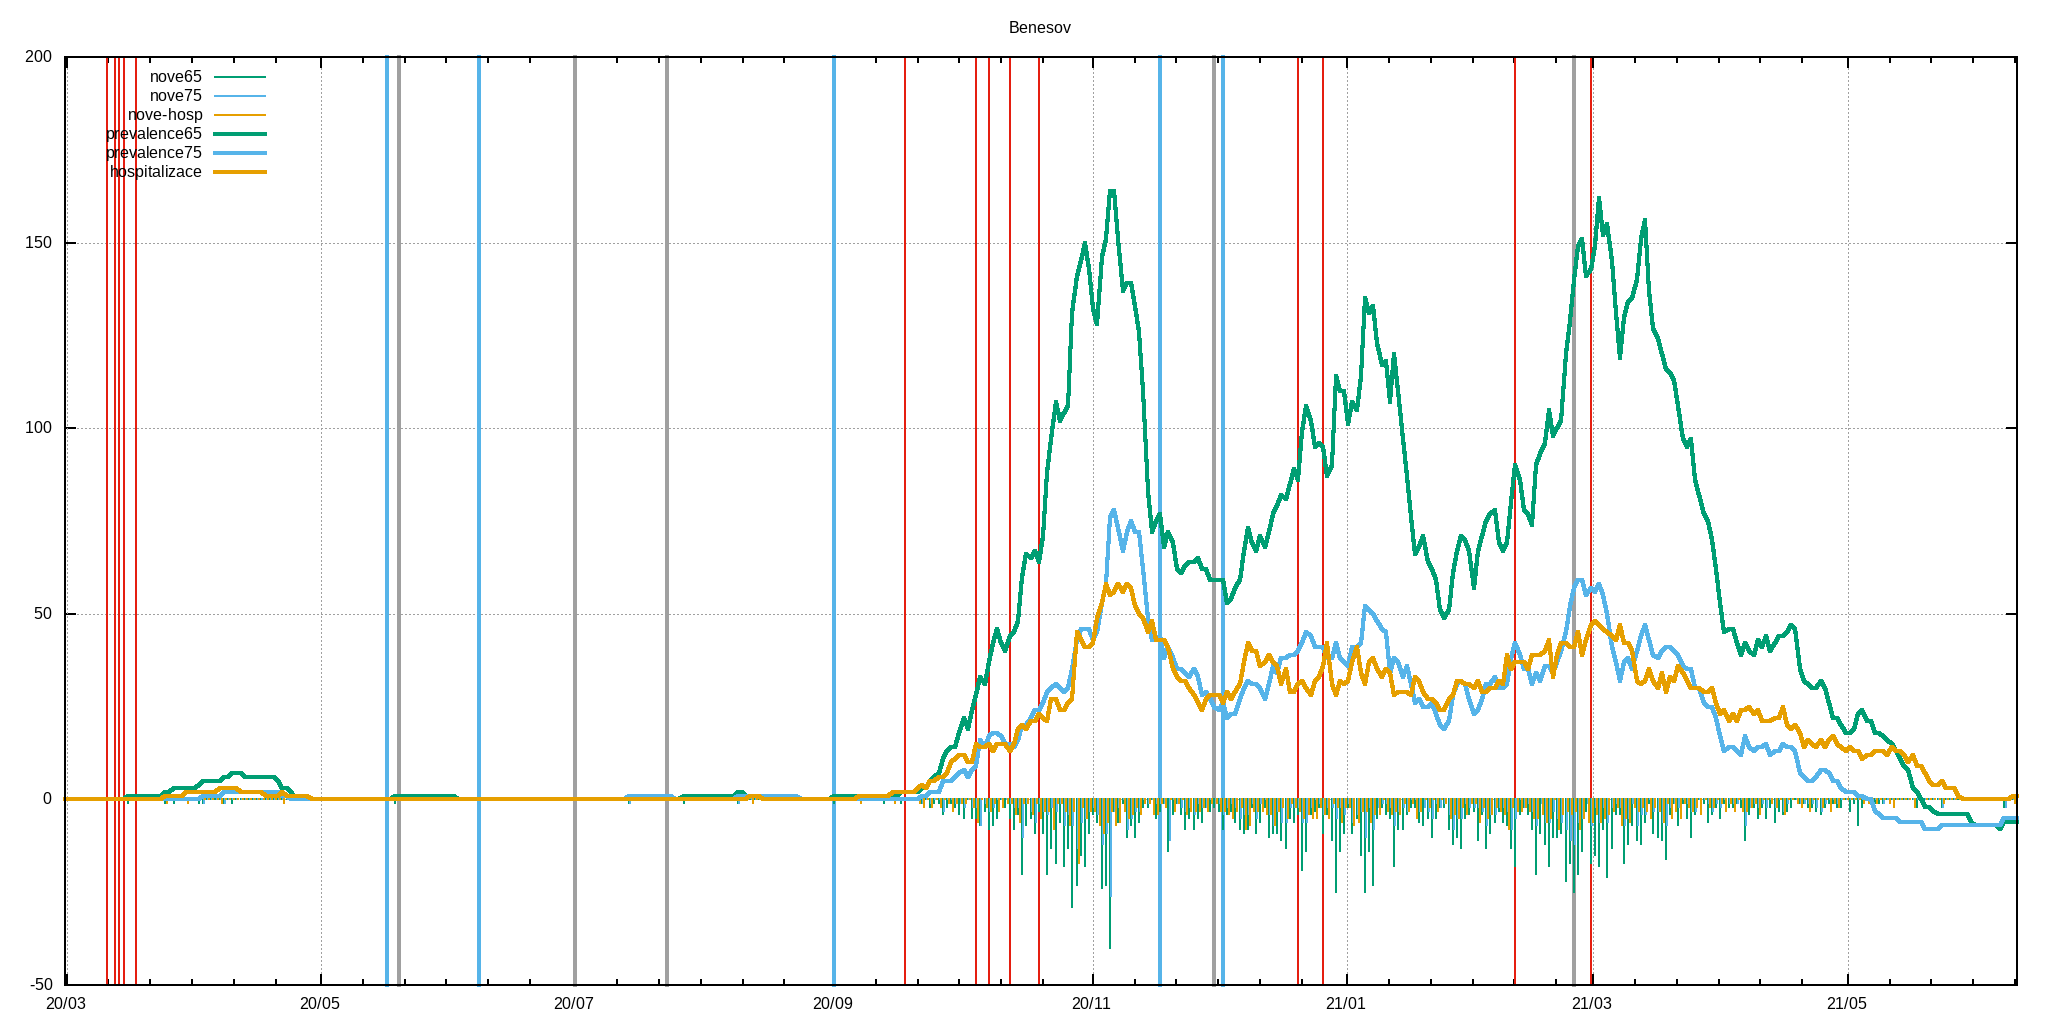 Benesov
200
nove65
nove75
nove-hosp
prevalence65
prevalence75
hospitalizace
150
100
50
0
-50
20/03 20/05 20/07 20/09 20/11 21/01 21/03 21/05